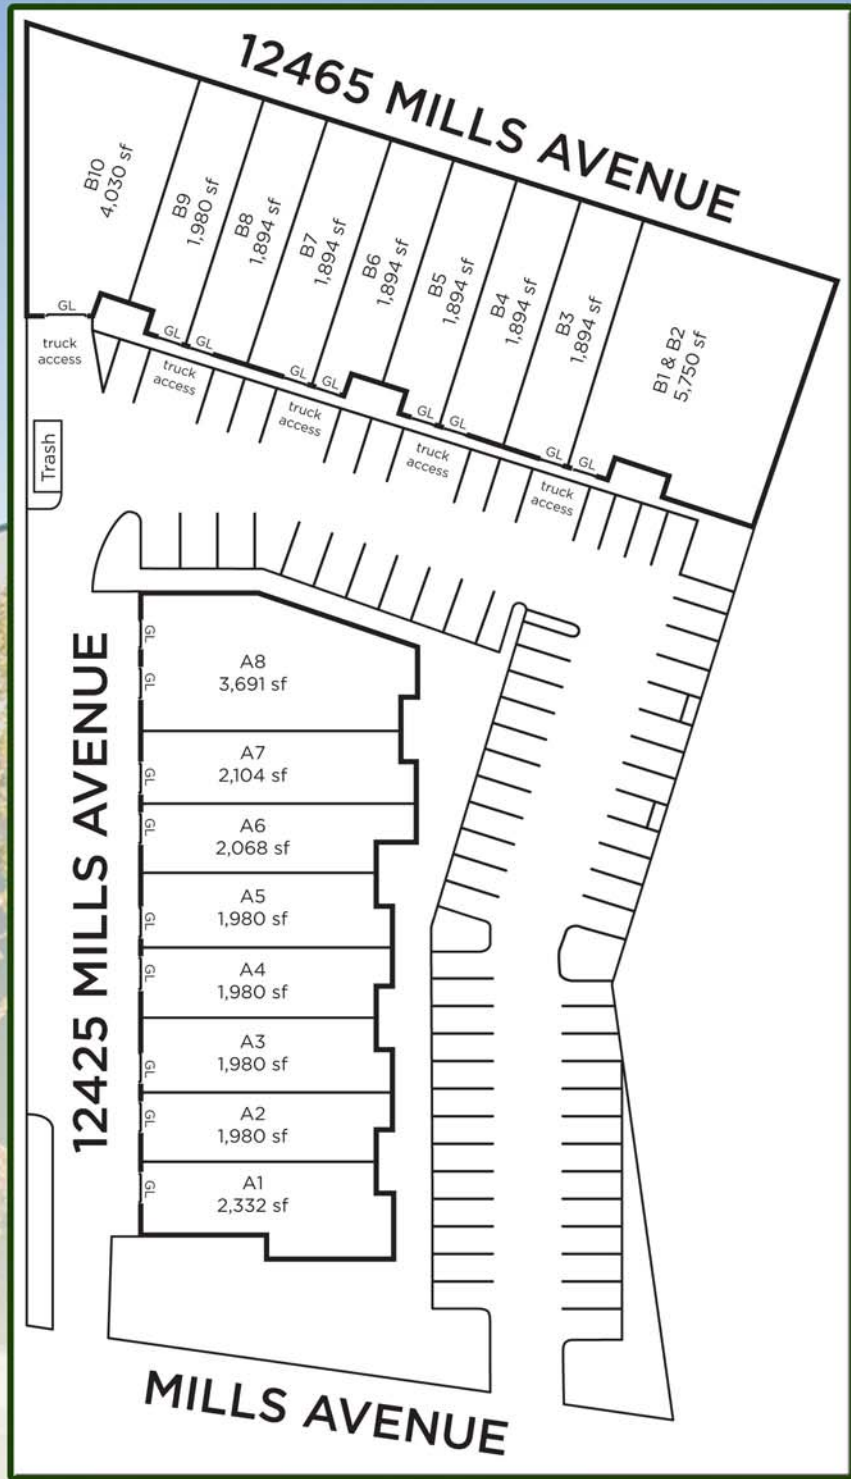 12465 MILLS AVENUE
B10
4,030 sf
B9
1,980 sf
B8
1,894 sf
B7
1,894 sf
B6
1,894 sf
B5
1,894 sf
B4
1,894 sf
B3
1,894 sf
B1 & B2
5,750 sf
GL
GL
GL
GL
GL
GL
GL
GL
GL
truck
access
truck
access
truck
access
truck
access
truck
access
Trash
12425 MILLS AVENUE
GL
GL
GL
GL
GL
GL
GL
GL
GL
A8
3,691 sf
A7
2,104 sf
A6
2,068 sf
A5
1,980 sf
A4
1,980 sf
A3
1,980 sf
A2
1,980 sf
A1
2,332 sf
MILLS AVENUE